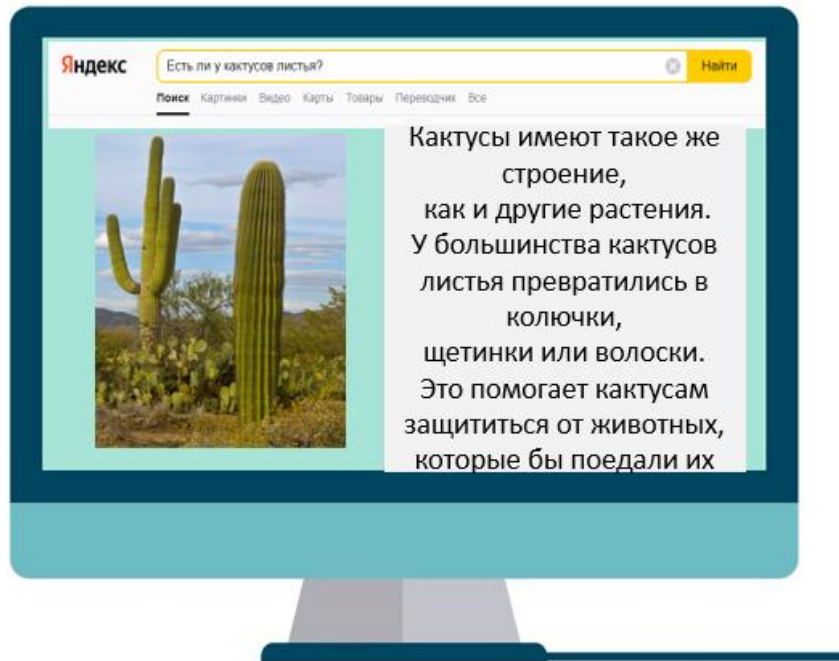 Яндекс
Есть ли у кактусов листья?
Найти
Поиск Картинки Видео Карты Товары Переводчик Все
Кактусы имеют такое же
строение,
как и другие растения.
У большинства кактусов
листья превратились в
колючки,
щетинки или волоски.
Это помогает кактусам
защититься от животных,
которые бы поедали их